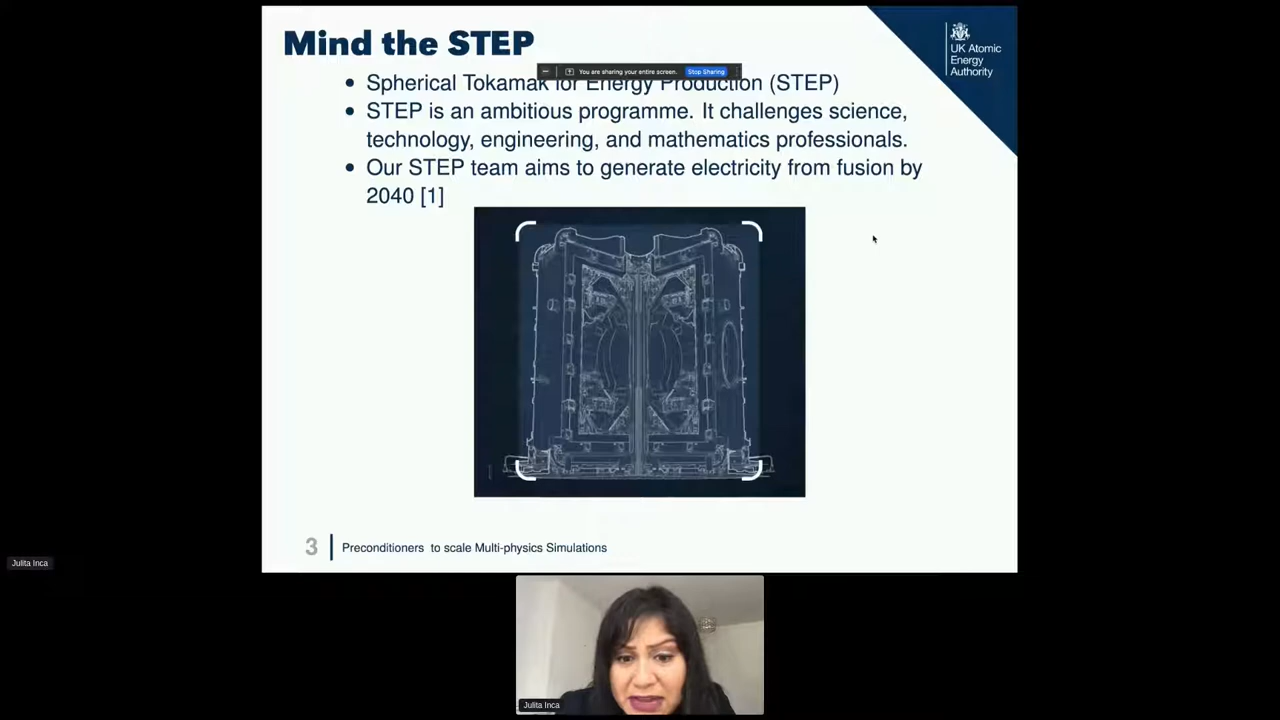 Mind the STEP
UK Atomic
Energy
Authority
You are sharing your entire screen. Stop Sharing
• Spherical Tokamak for Energy Production (STEP)
• STEP is an ambitious programme. It challenges science,
technology, engineering, and mathematics professionals.
• Our STEP team aims to generate electricity from fusion by
2040 [1]
3 Preconditioners to scale Multi-physics Simulations
Julita Inca
Julita Inca